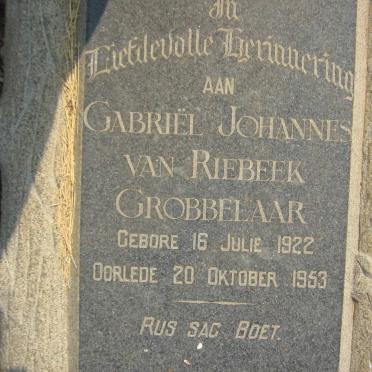 In
Liefdevolle Herinnering
AAN
GABRIËL JOHANNES
VAN RIEBEEK
GROBBELAAR
GEBORE 16 JULIE 1922
OORLEDE 20 OKTOBER 1953
RUS SAG BOET.